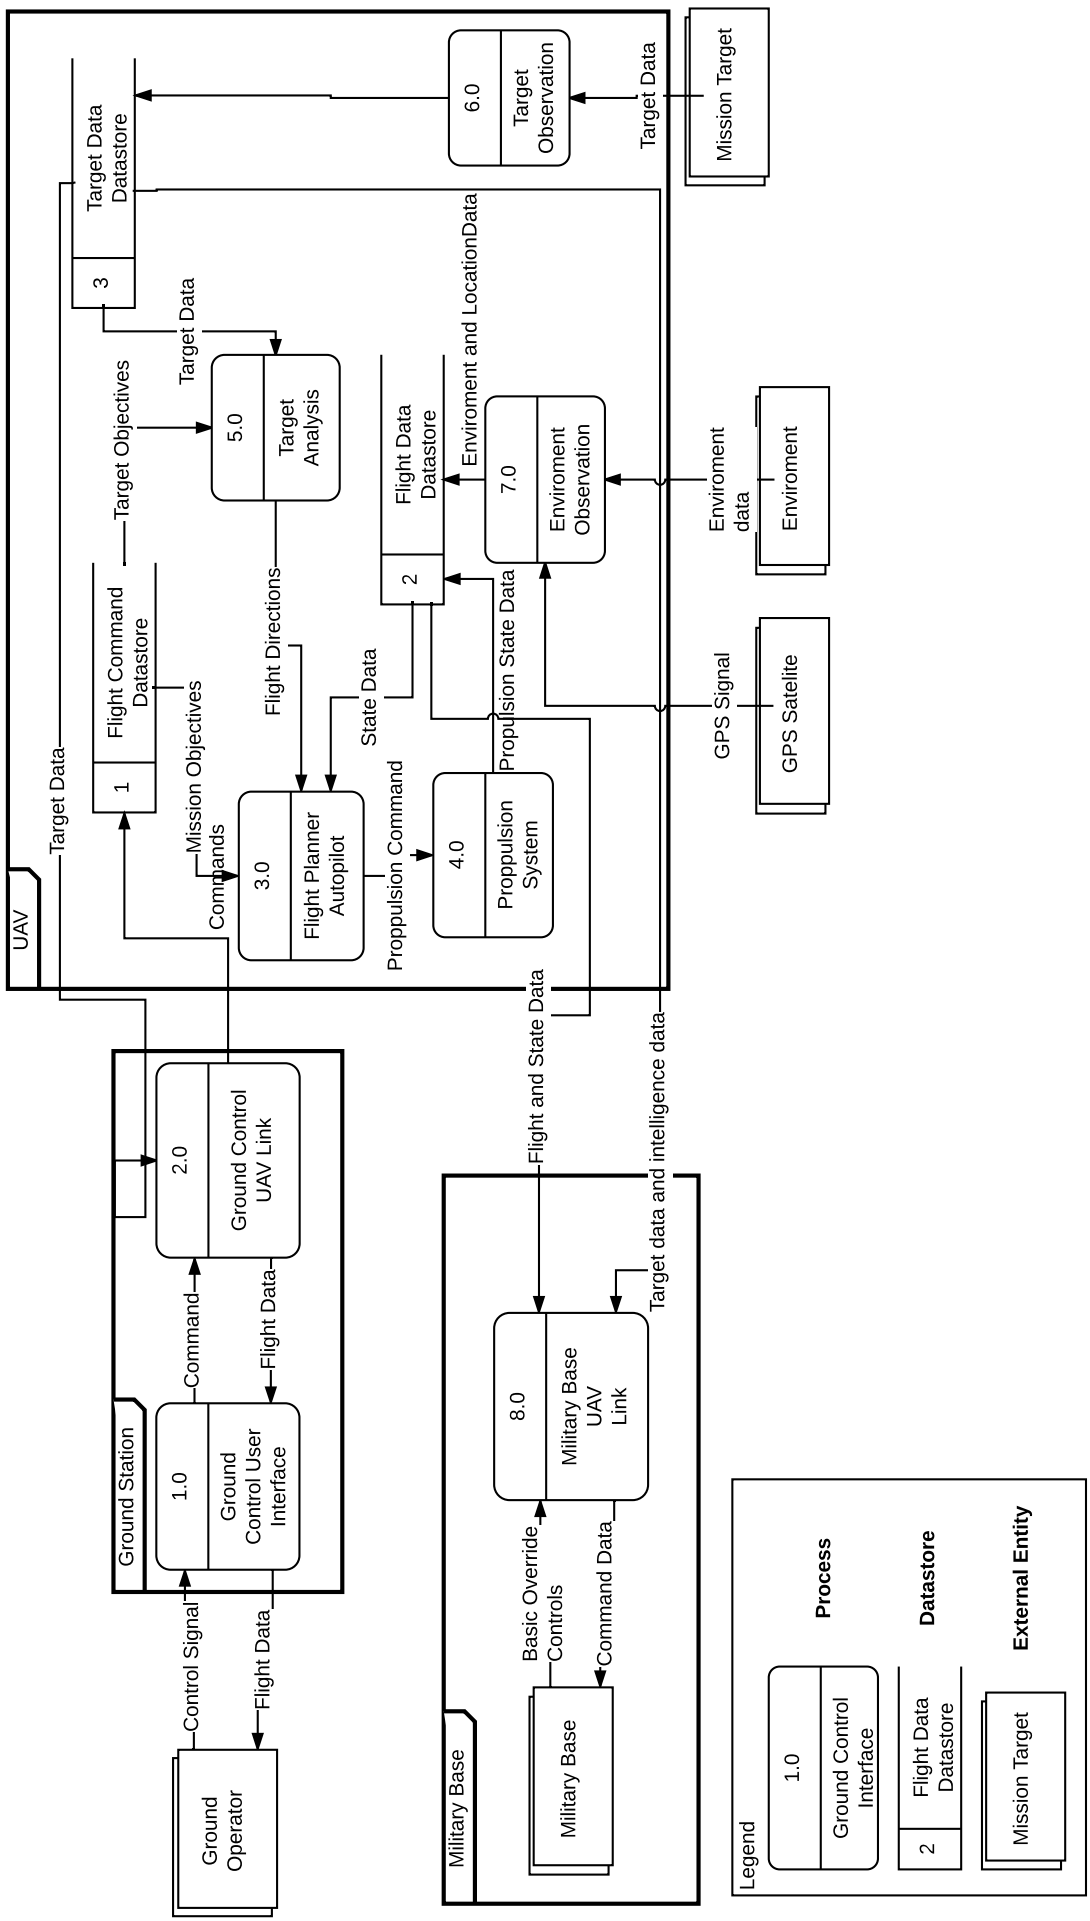 UAV
Target Data
3
Target Data
Datastore
1
Flight Command
Datastore
Target Objectives
Target Data
Mission Objectives
Commands
5.0
Target
Analysis
3.0
Flight Planner
Autopilot
Flight Directions
State Data
2
Flight Data
Datastore
Proppulsion Command
4.0
Proppulsion
System
Propulsion State Data
Enviroment and LocationData
6.0
Target
Observation
7.0
Enviroment
Observation
Target Data
Mission Target
Enviroment
data
Enviroment
GPS Signal
GPS Satelite
Ground Station
1.0
Ground
Control User
Interface
Command
Flight Data
2.0
Ground Control
UAV Link
Ground
Operator
Control Signal
Flight Data
Military Base
Military Base
Basic Override
Controls
Command Data
8.0
Military Base
UAV
Link
Flight and State Data
Target data and intelligence data
Legend
1.0
Ground Control
Interface
Process
2
Flight Data
Datastore
Datastore
Mission Target
External Entity